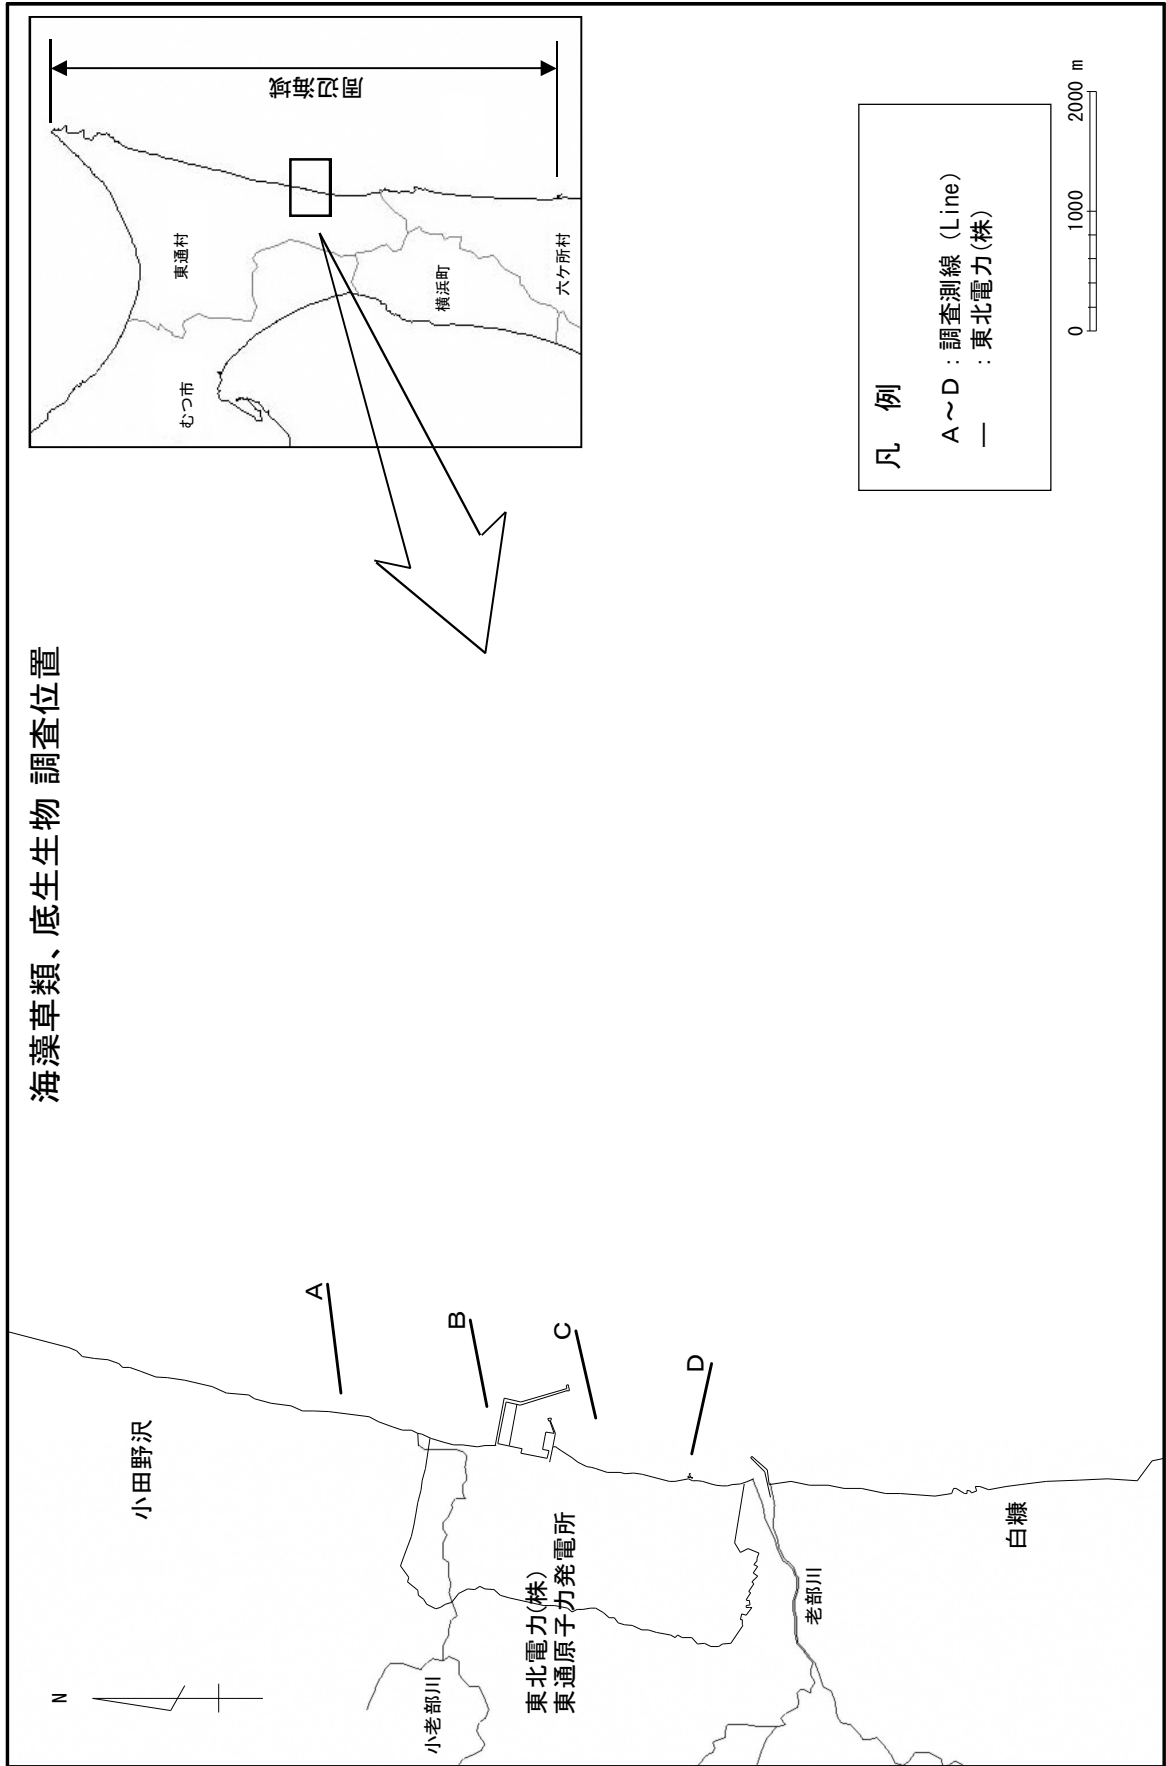 海藻草類、底生生物 調査位置
N
小田野沢
小老部川
東北電力(株)
東通原子力発電所
老部川
白糠
A
B
C
D
むつ市
東通村
横浜町
六ケ所村
周辺海域
凡 例
A～D : 調査測線 (Line)
― : 東北電力(株)
0 1000 2000 m